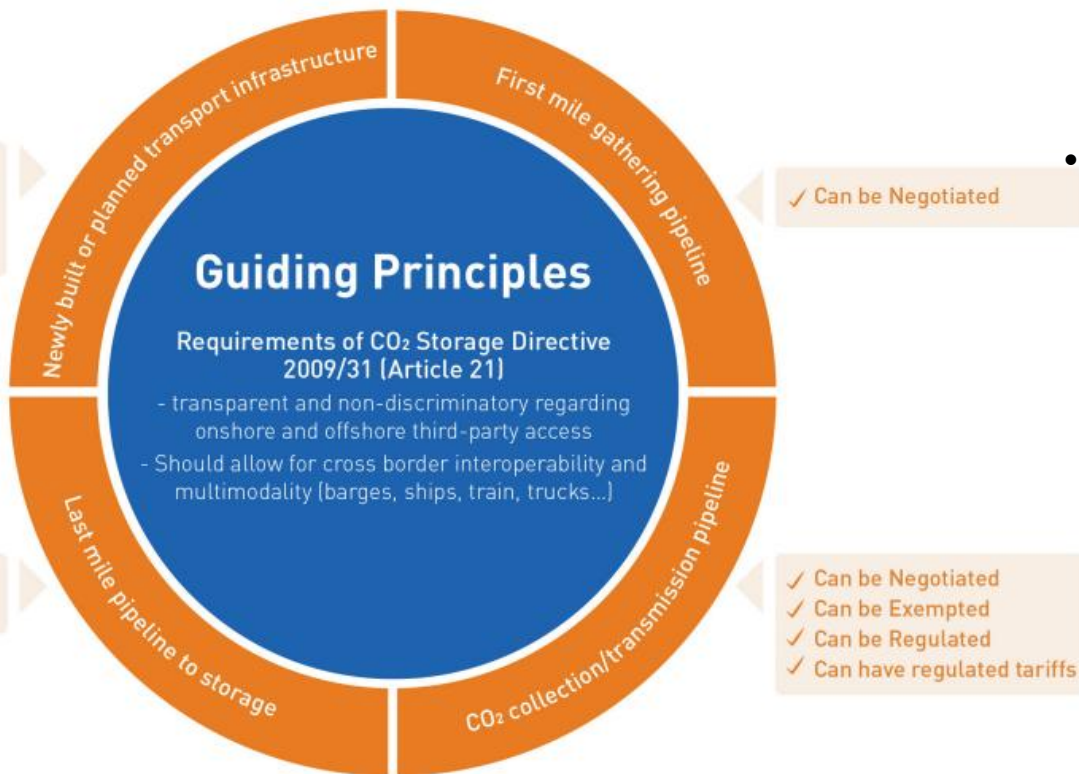 Newly built or planned transport infrastructure
First mile gathering pipeline
✓ Can be Negotiated
Guiding Principles
Requirements of CO₂ Storage Directive
2009/31 (Article 21)
- transparent and non-discriminatory regarding
onshore and offshore third-party access
- Should allow for cross border interoperability and
multimodality (barges, ships, train, trucks...)
Last mile pipeline to storage
CO₂ collection/transmission pipeline
✓ Can be Negotiated
✓ Can be Exempted
✓ Can be Regulated
✓ Can have regulated tariffs